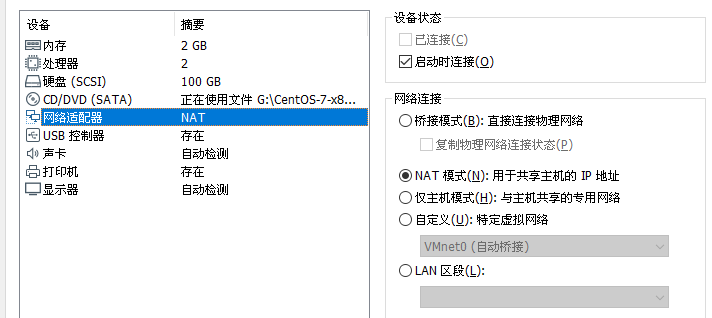 设备 摘要
内存 2 GB
处理器 2
硬盘 (SCSI) 100 GB
CD/DVD (SATA) 正在使用文件 G:\CentOS-7-x8...
网络适配器 NAT
USB 控制器 存在
声卡 自动检测
打印机 存在
显示器 自动检测
设备状态
已连接(C)
启动时连接(O)
网络连接
桥接模式(B): 直接连接物理网络
复制物理网络连接状态(P)
NAT 模式(N): 用于共享主机的 IP 地址
仅主机模式(H): 与主机共享的专用网络
自定义(U): 特定虚拟网络
VMnet0 (自动桥接)
LAN 区段(L):